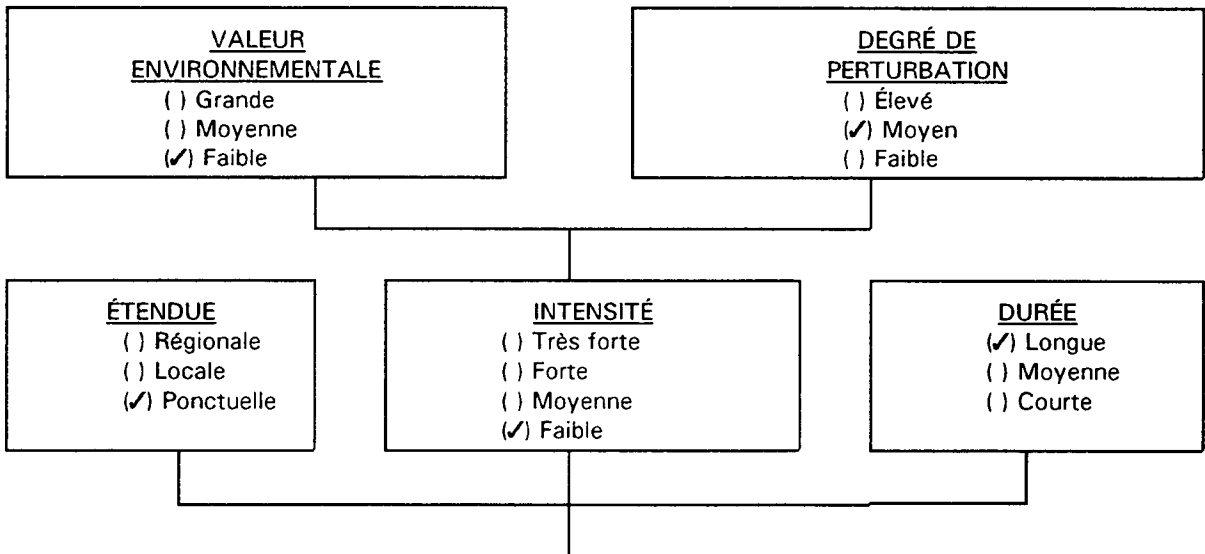 VALEUR
ENVIRONNEMENTALE
( ) Grande
( ) Moyenne
(✓) Faible
DEGRÉ DE
PERTURBATION
( ) Élevé
(✓) Moyen
( ) Faible
ÉTENDUE
( ) Régionale
( ) Locale
(✓) Ponctuelle
INTENSITÉ
( ) Très forte
( ) Forte
( ) Moyenne
(✓) Faible
DURÉE
(✓) Longue
( ) Moyenne
( ) Courte